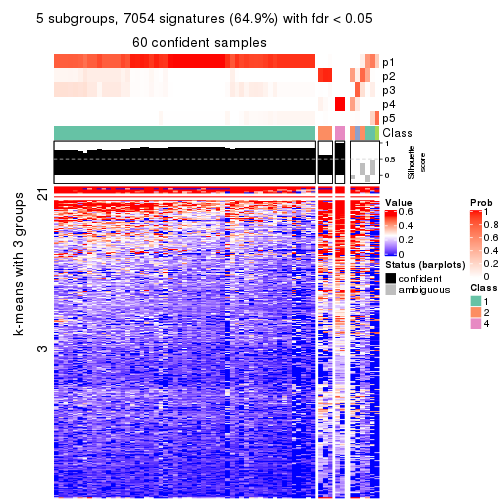 5 subgroups, 7054 signatures (64.9%) with fdr < 0.05
60 confident samples
p1
p2
p3
p4
p5
Class
1
0.5
0
Silhouette
score
k-means with 3 groups
2
1
3
Value
0.6
0.4
0.2
0
Status (barplots)
confident
ambiguous
Prob
1
0.8
0.6
0.4
0.2
0
Class
1
2
4